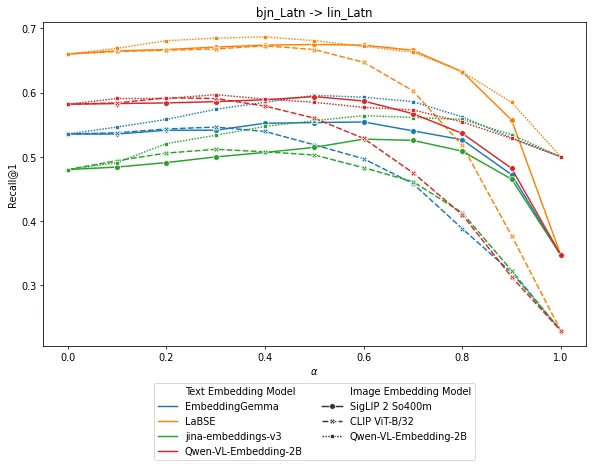 bjn_Latn -> lin_Latn
Recall@1
0.7
0.6
0.5
0.4
0.3
0.0
0.2
0.4
0.6
0.8
1.0
α
Text Embedding Model
EmbeddingGemma
LaBSE
jina-embeddings-v3
Qwen-VL-Embedding-2B
Image Embedding Model
SigLIP 2 So400m
CLIP ViT-B/32
Qwen-VL-Embedding-2B